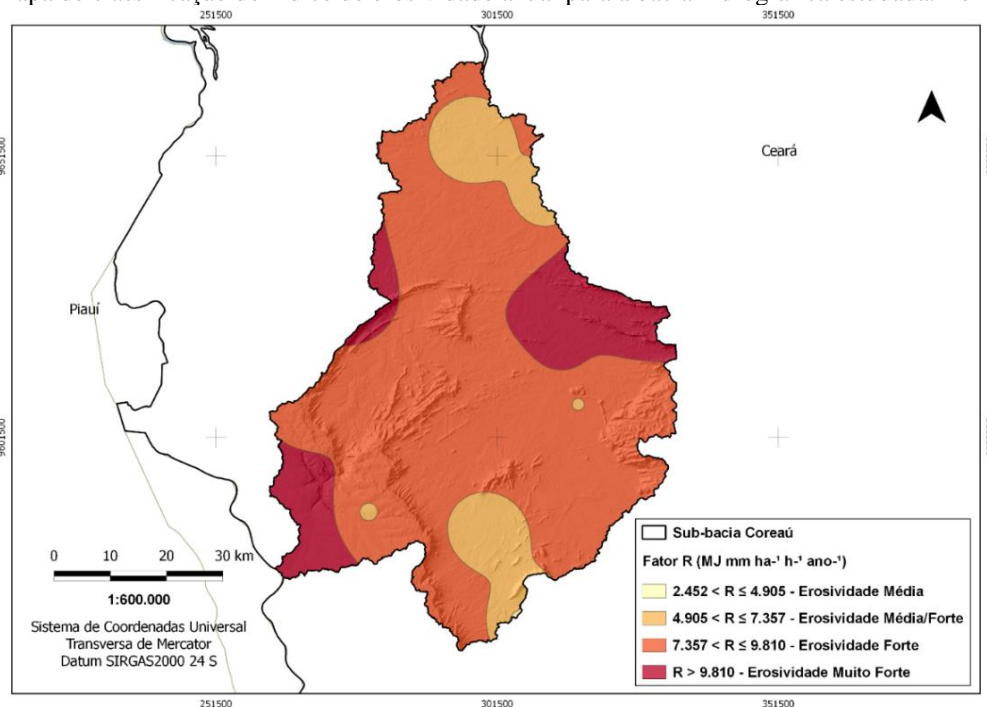 251500 301500 351500
9651500
Ceará
Piauí
9601500
0 10 20 30 km
1:600.000
Sistema de Coordenadas Universal
Transversa de Mercator
Datum SIRGAS2000 24 S
Sub-bacia Coreaú
Fator R (MJ mm ha-¹ h-¹ ano-¹)
2.452 < R ≤ 4.905 - Erosividade Média
4.905 < R ≤ 7.357 - Erosividade Média/Forte
7.357 < R ≤ 9.810 - Erosividade Forte
R > 9.810 - Erosividade Muito Forte
251500 301500 351500